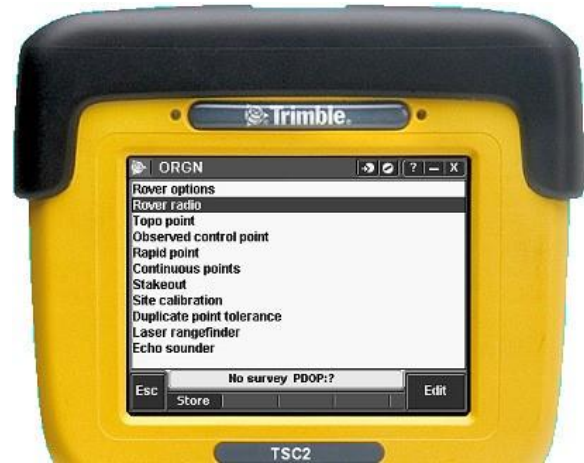 Trimble.
ORGN ? – X
Rover options
Rover radio
Topo point
Observed control point
Rapid point
Continuous points
Stakeout
Site calibration
Duplicate point tolerance
Laser rangefinder
Echo sounder
No survey PDOP:?
Esc Store Edit
TSC2